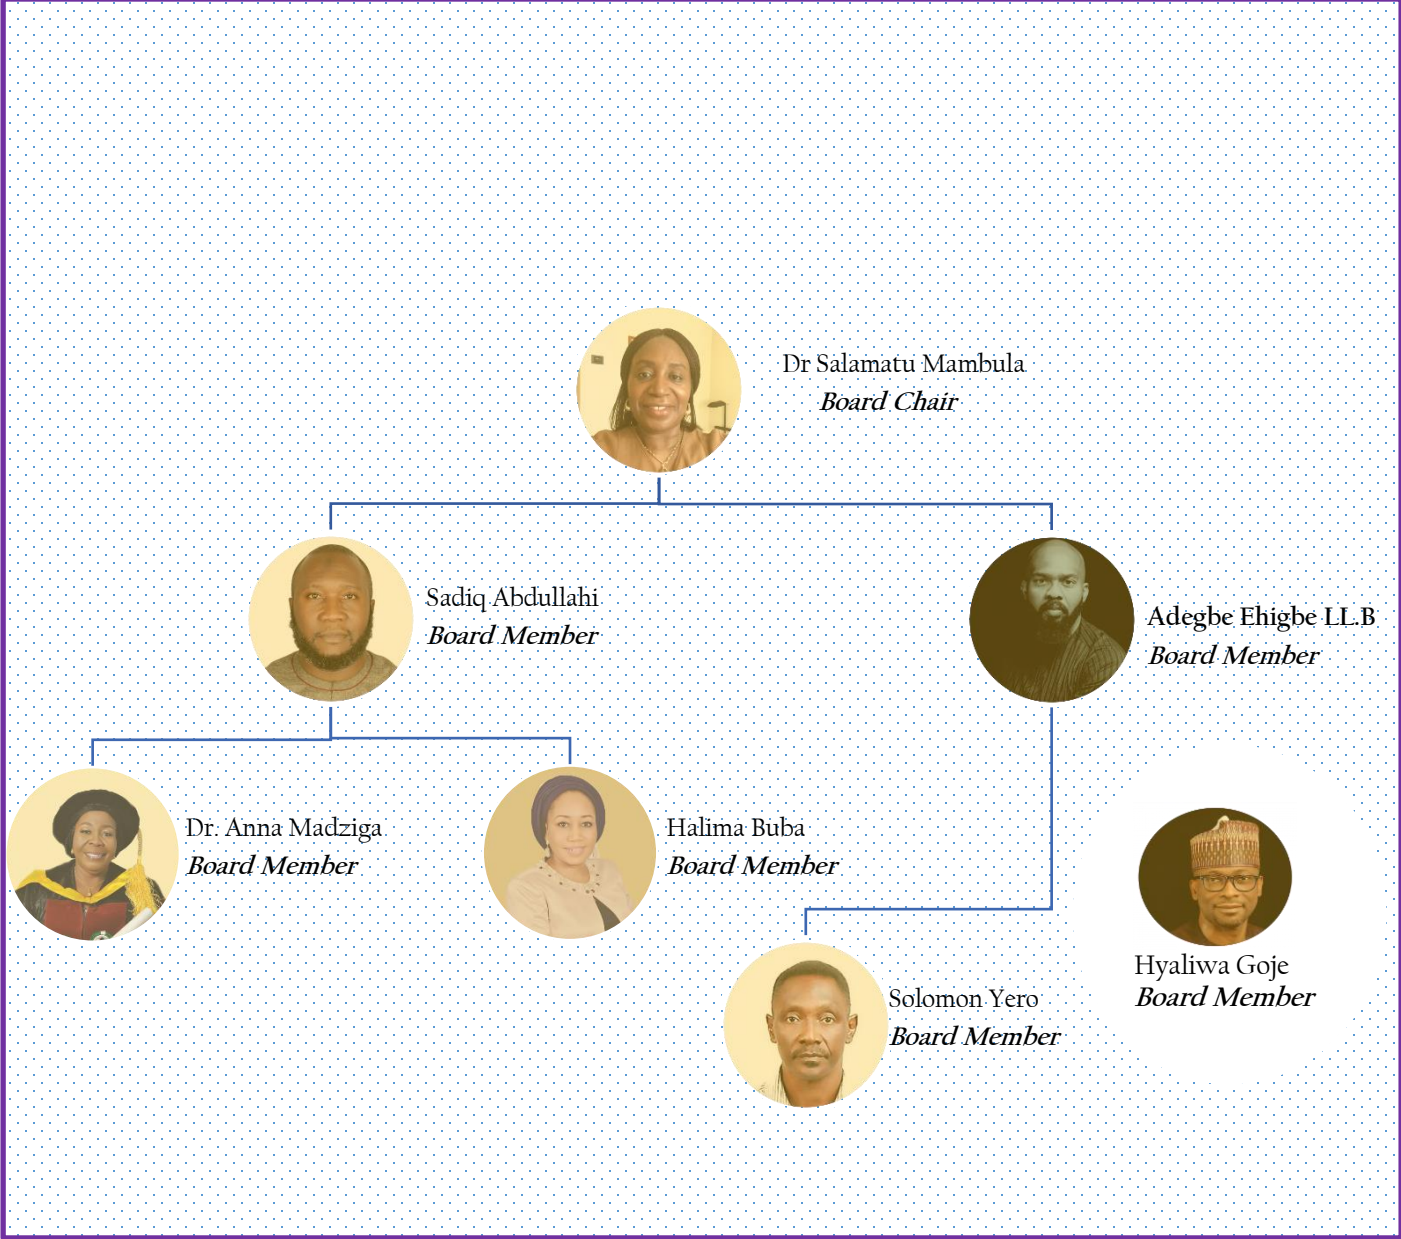 Dr Salamatu Mambula
Board Chair
Sadiq Abdullahi
Board Member
Adegbe Ehigbe LL.B
Board Member
Dr. Anna Madziga
Board Member
Halima Buba
Board Member
Hyaliwa Goje
Board Member
Solomon Yero
Board Member